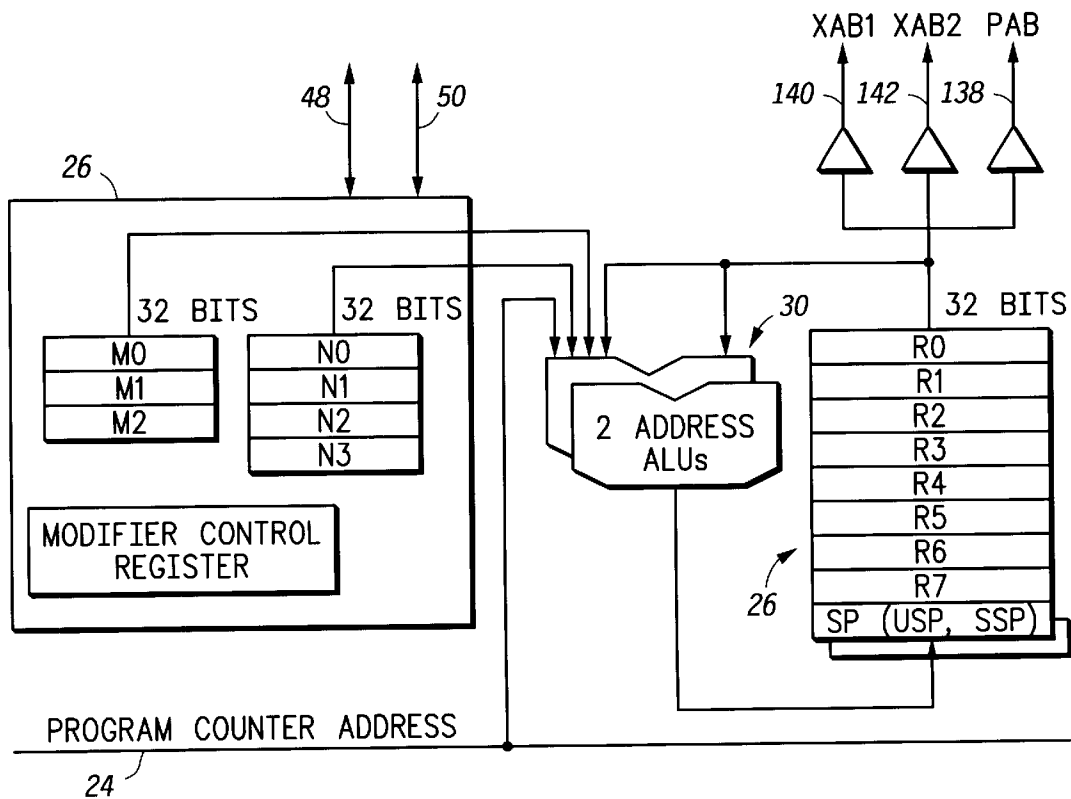 XAB1 XAB2 PAB
140 142 138
48 50
26
32 BITS
M0
M1
M2
32 BITS
N0
N1
N2
N3
MODIFIER CONTROL
REGISTER
30
2 ADDRESS
ALUs
32 BITS
R0
R1
R2
R3
R4
R5
R6
R7
SP (USP, SSP)
26
PROGRAM COUNTER ADDRESS
24